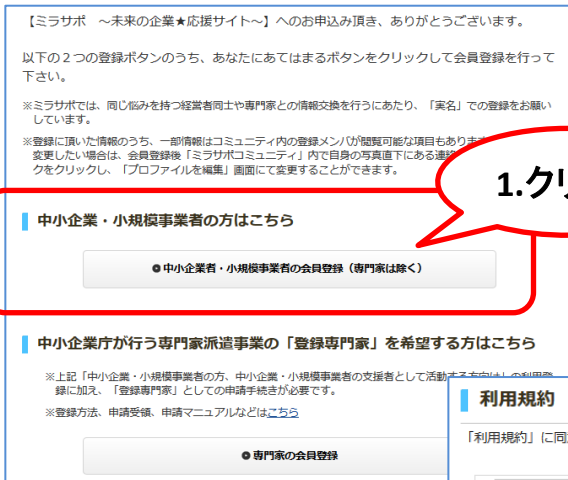 【ミラサポ　～未来の企業★応援サイト～】へのお申込み頂き、ありがとうございます。
以下の２つの登録ボタンのうち、あなたにあてはまるボタンをクリックして会員登録を行って
下さい。
※ミラサポでは、同じ悩みを持つ経営者同士や専門家との情報交換を行うにあたり、「実名」での登録をお願い
しています。
※登録に頂いた情報のうち、一部情報はコミュニティ内の登録メンバが閲覧可能な項目もあります
変更したい場合は、会員登録後「ミラサポコミュニティ」内で自身の写真直下にある連絡
クをクリックし、「プロファイルを編集」画面にて変更することができます。
1.クリ
中小企業・小規模事業者の方はこちら
中小企業者・小規模事業者の会員登録（専門家は除く）
中小企業庁が行う専門家派遣事業の「登録専門家」を希望する方はこちら
※上記「中小企業・小規模事業者の方、中小企業・小規模事業者の支援者として活動する方向け」の利用登
録に加え、「登録専門家」としての申請手続きが必要です。
※登録方法、申請受領、申請マニュアルなどはこちら
専門家の会員登録
利用規約
「利用規約」に同